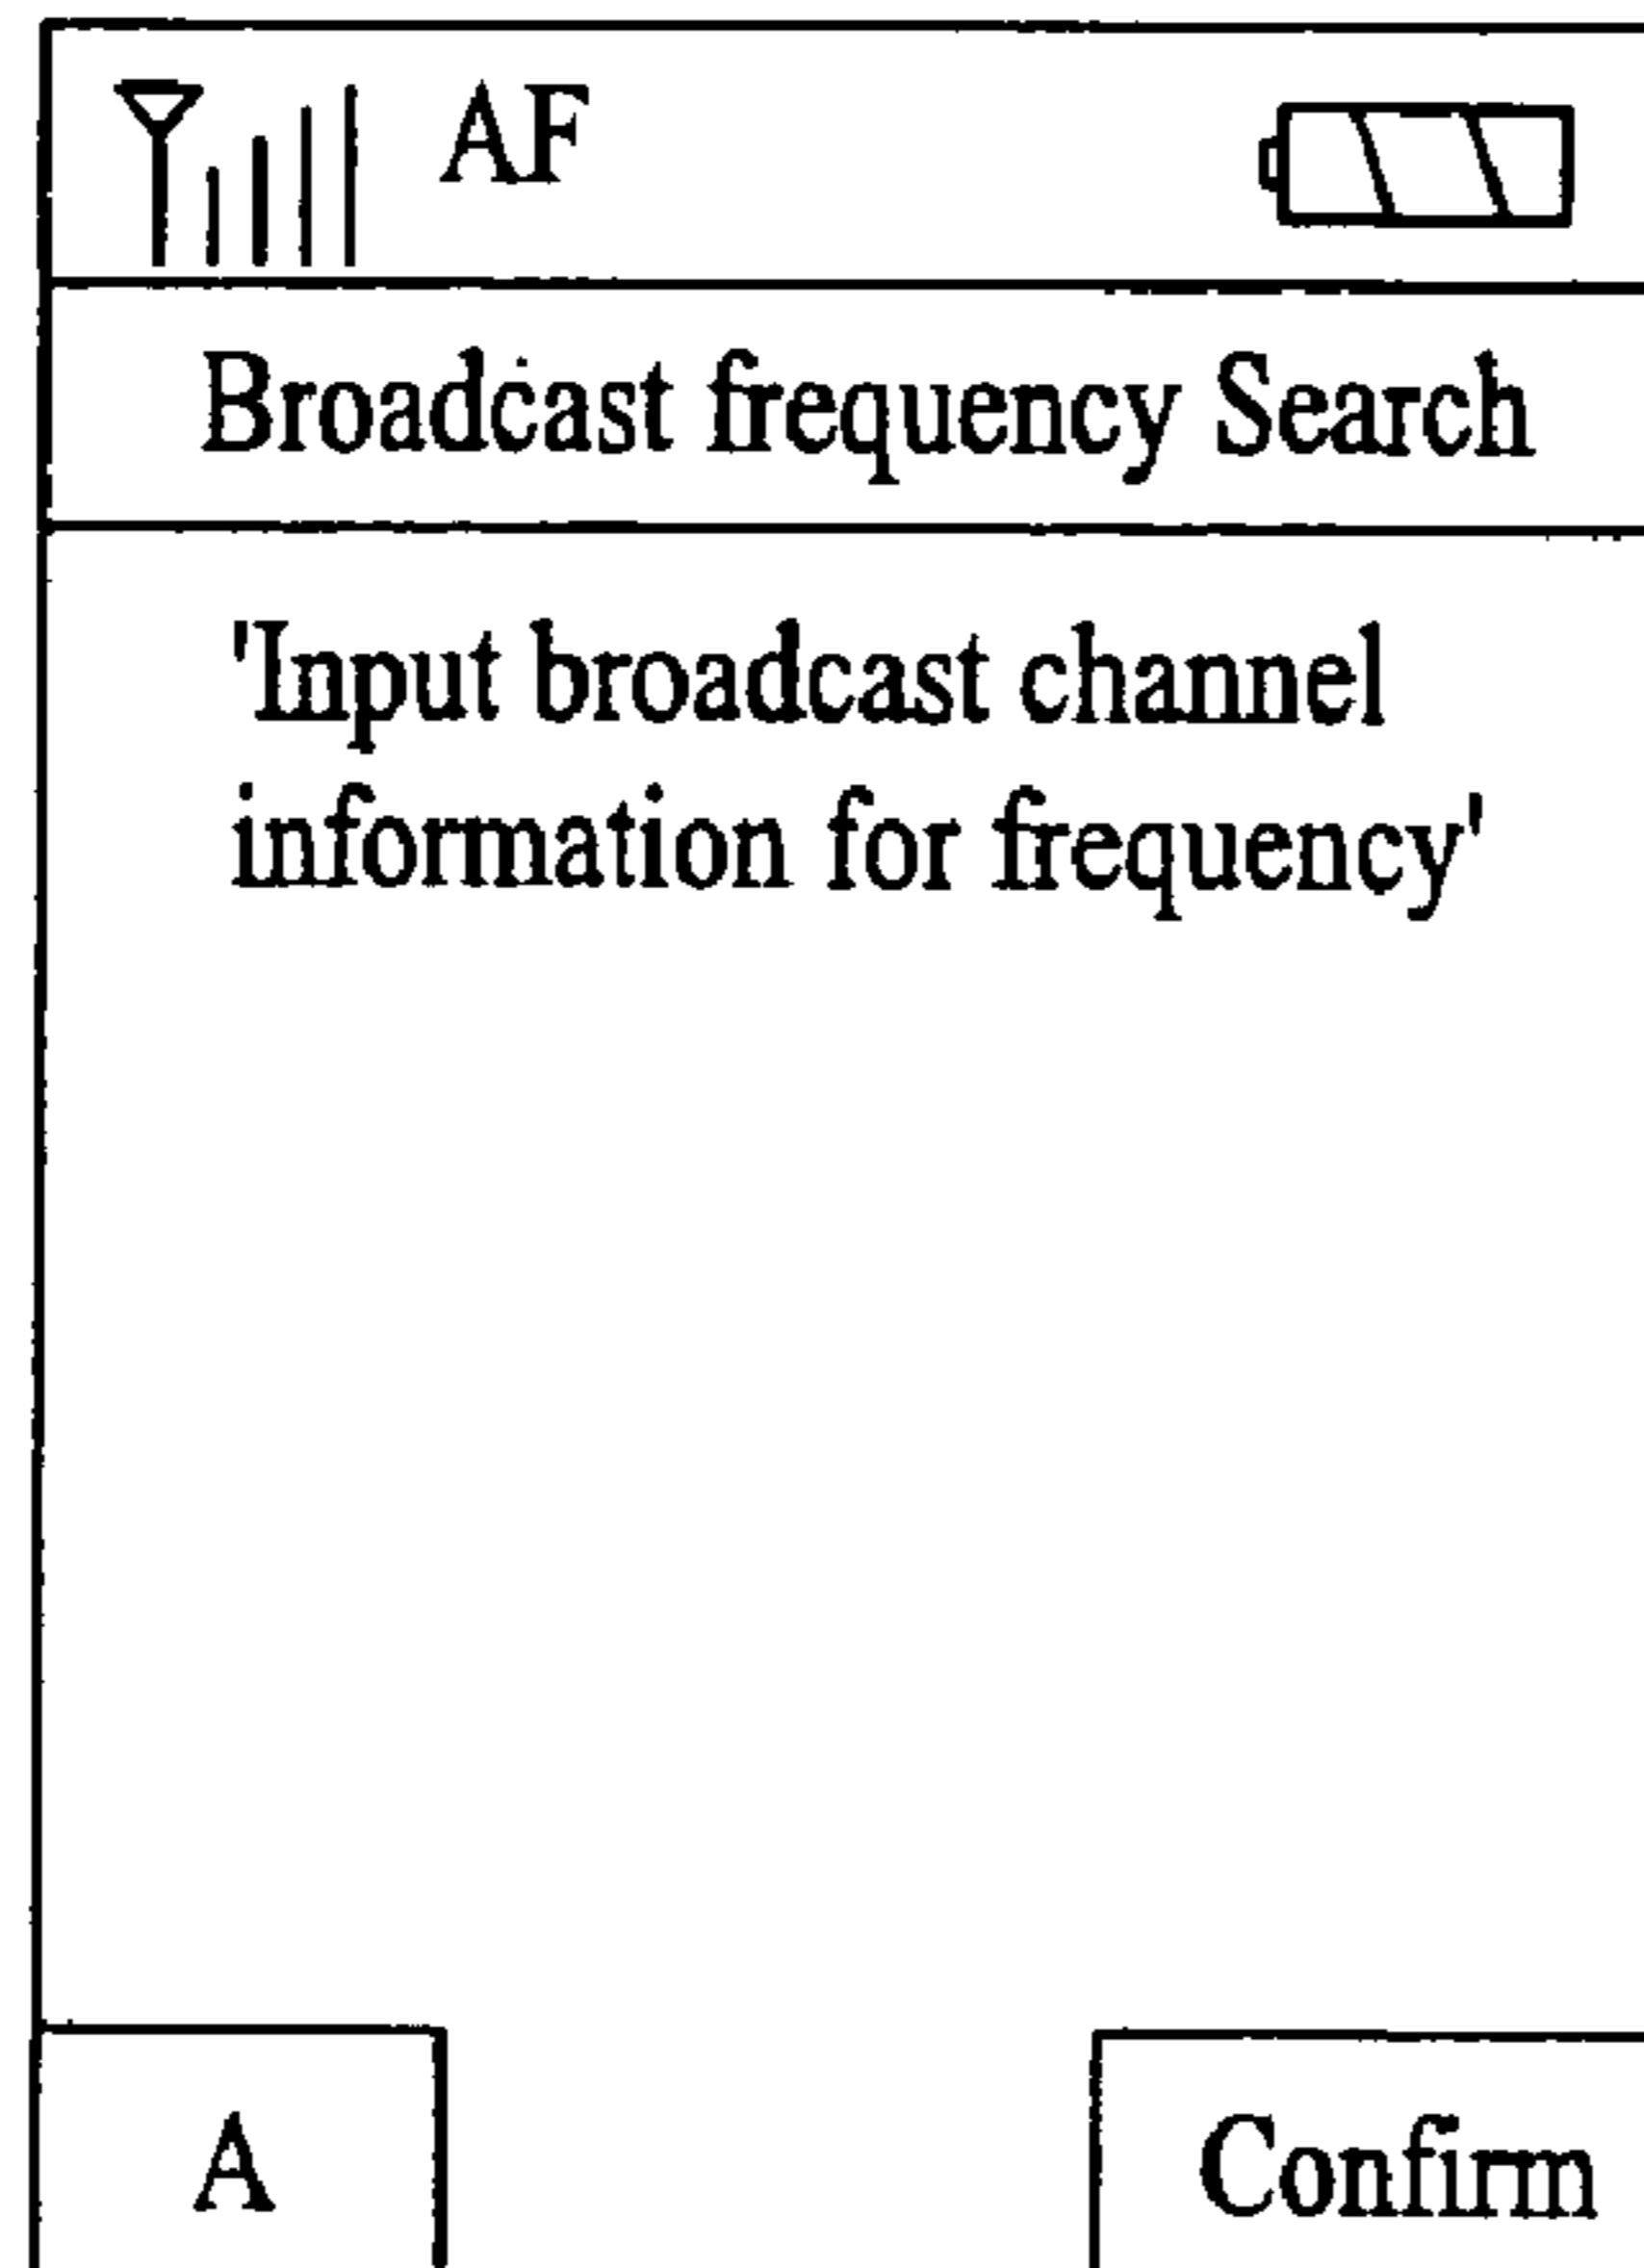 AF
Broadcast frequency Search
'Input broadcast channel
information for frequency'
A
Confirm